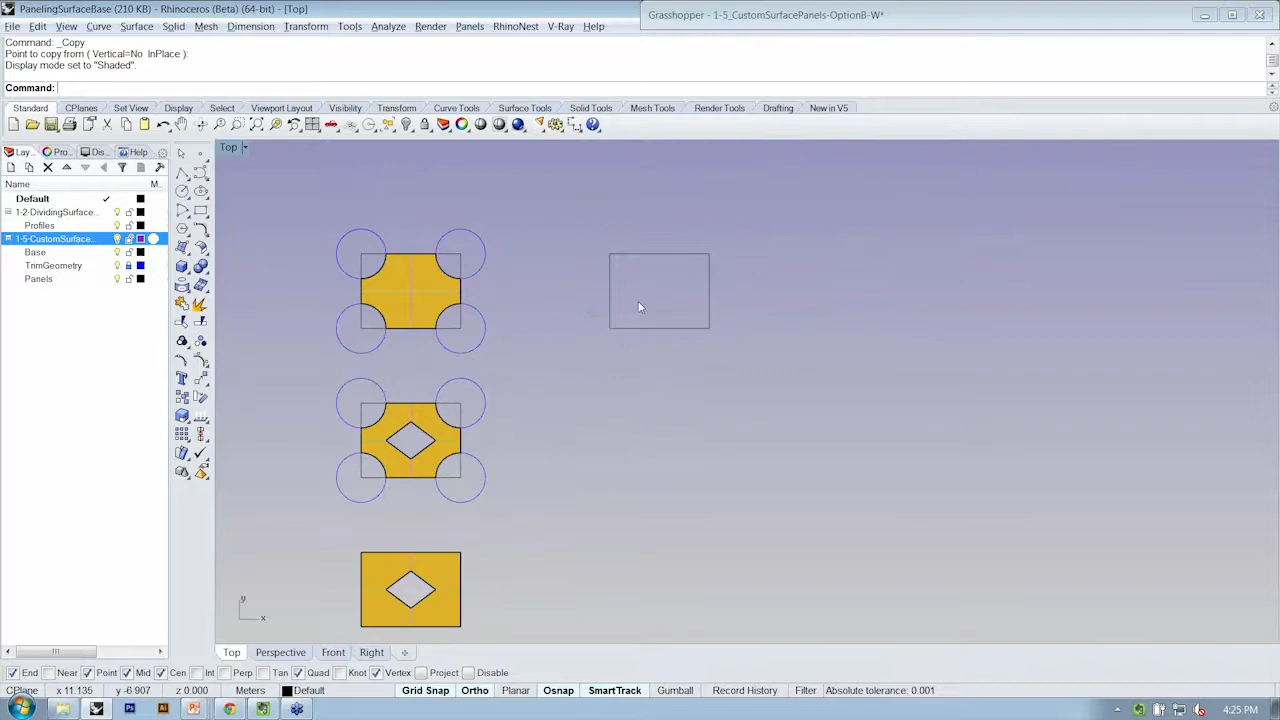 PanelingSurfaceBase (210 KB) - Rhinoceros (Beta) (64-bit) - [Top]
Grasshopper - 1-5_CustomSurfacePanels-OptionB-W*
File Edit View Curve Surface Solid Mesh Dimension Transform Tools Analyze Render Panels RhinoNest V-Ray Help
Command: _Copy
Point to copy from ( Vertical=No InPlace ):
Display mode set to "Shaded".
Command:
Standard CPlanes Set View Display Select Viewport Layout Visibility Transform Curve Tools Surface Tools Solid Tools Mesh Tools Render Tools Drafting New in V5
Top
Lay... Pro... Dis... Help
Name M...
Default
1-2-DividingSurface...
Profiles
1-5-CustomSurface...
Base
TrimGeometry
Panels
y
x
Top Perspective Front Right
End Near Point Mid Cen Int Perp Tan Quad Knot Vertex Project Disable
CPlane x 11.135 y -6.907 z 0.000 Meters Default Grid Snap Ortho Planar Osnap SmartTrack Gumball Record History Filter Absolute tolerance: 0.001
Ps Ai 4:25 PM